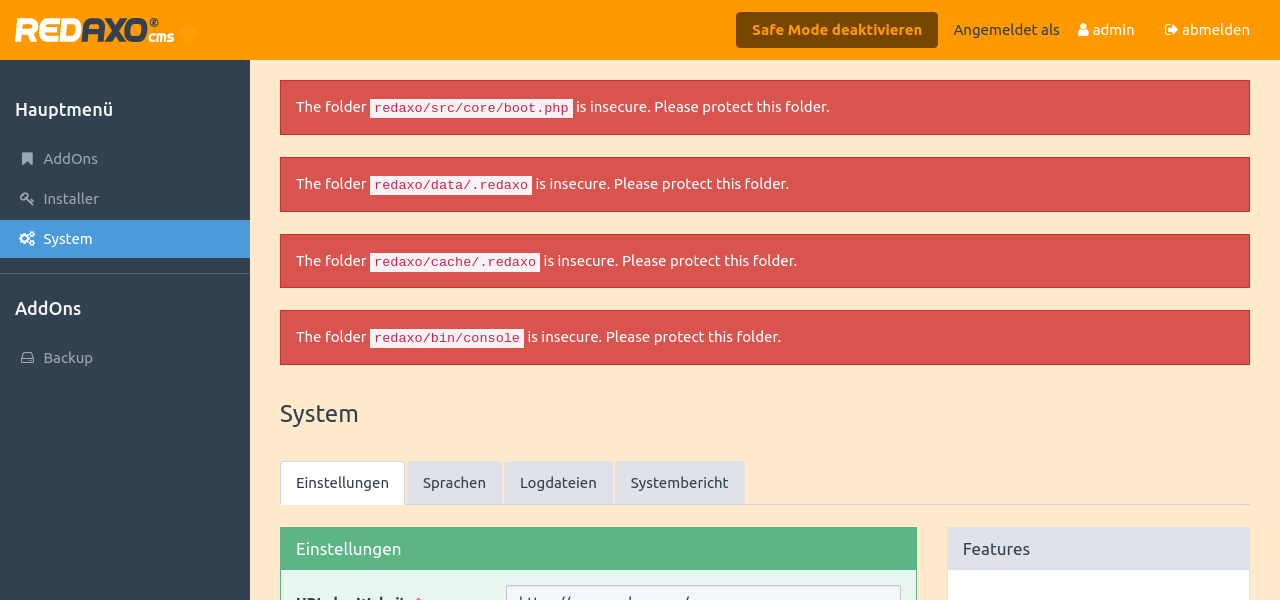 REDAXO® cms
Safe Mode deaktivieren
Angemeldet als
admin
abmelden
Hauptmenü
AddOns
Installer
System
AddOns
Backup
The folder redaxo/src/core/boot.php is insecure. Please protect this folder.
The folder redaxo/data/.redaxo is insecure. Please protect this folder.
The folder redaxo/cache/.redaxo is insecure. Please protect this folder.
The folder redaxo/bin/console is insecure. Please protect this folder.
System
Einstellungen
Sprachen
Logdateien
Systembericht
Einstellungen
Features